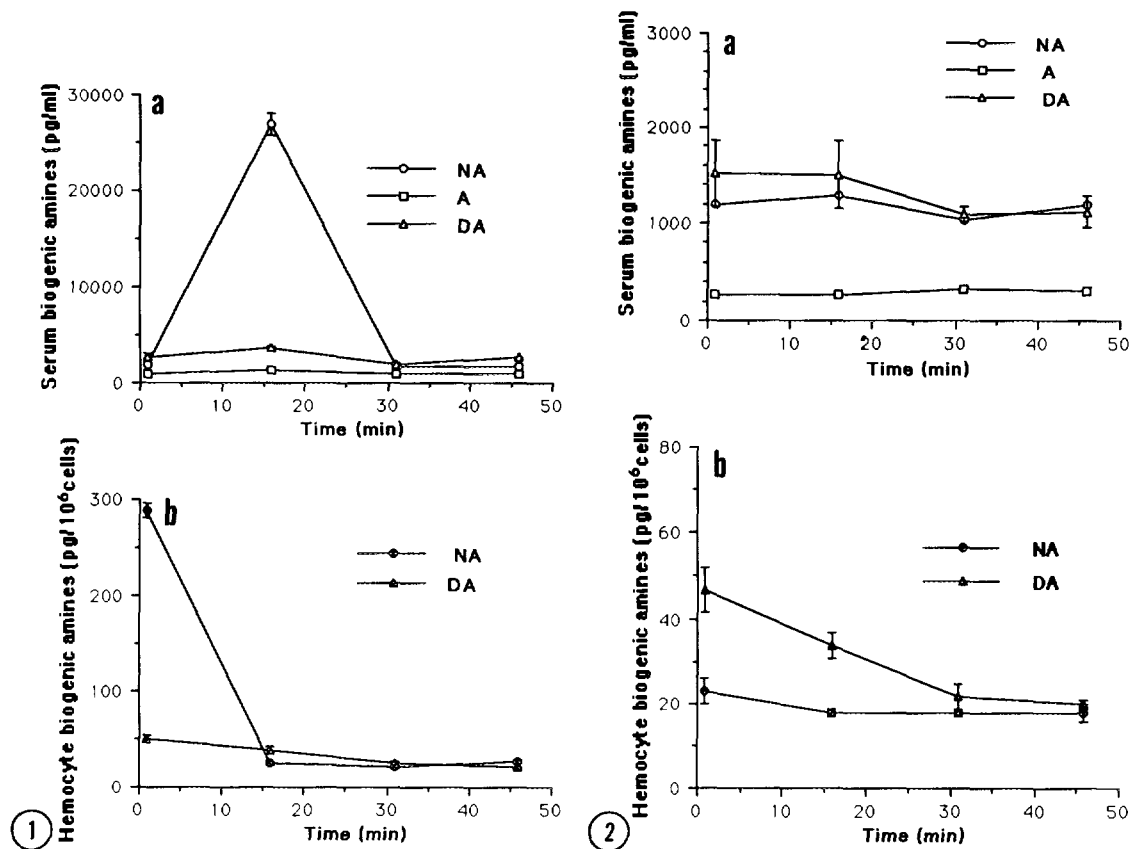 a
Serum biogenic amines (pg/ml)
30000
20000
10000
0
NA
A
DA
0 10 20 30 40 50
Time (min)
b
Hemocyte biogenic amines (pg/10⁶cells)
300
200
100
0
NA
DA
0 10 20 30 40 50
Time (min)
1
a
Serum biogenic amines (pg/ml)
3000
2000
1000
0
NA
A
DA
0 10 20 30 40 50
Time (min)
b
Hemocyte biogenic amines (pg/10⁶cells)
80
60
40
20
0
NA
DA
0 10 20 30 40 50
Time (min)
2